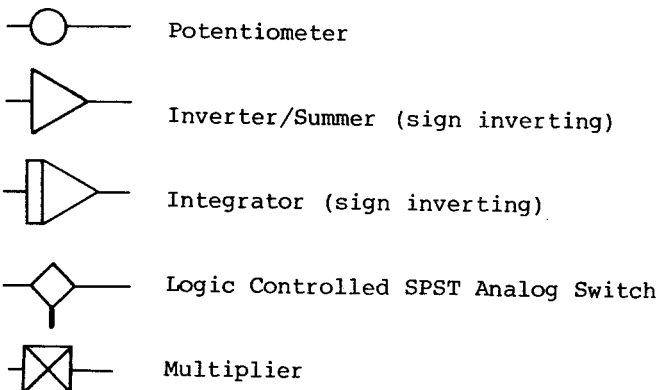 Potentiometer
Inverter/Summer (sign inverting)
Integrator (sign inverting)
Logic Controlled SPST Analog Switch
Multiplier